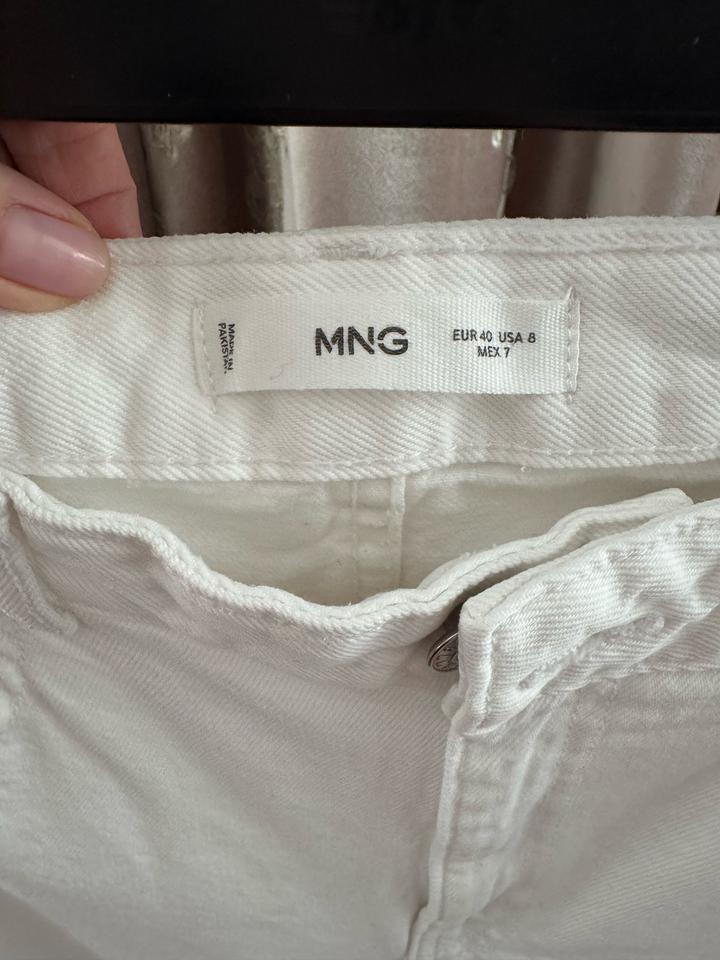 MADE IN
PAKISTAN
MNG
EUR 40 USA 8
MEX 7